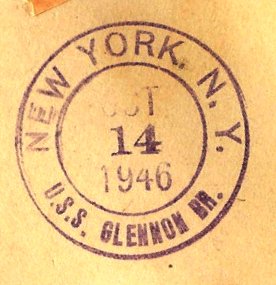 NEW YORK, N. Y.
OCT
14
1946
U.S.S. GLENNON BR.